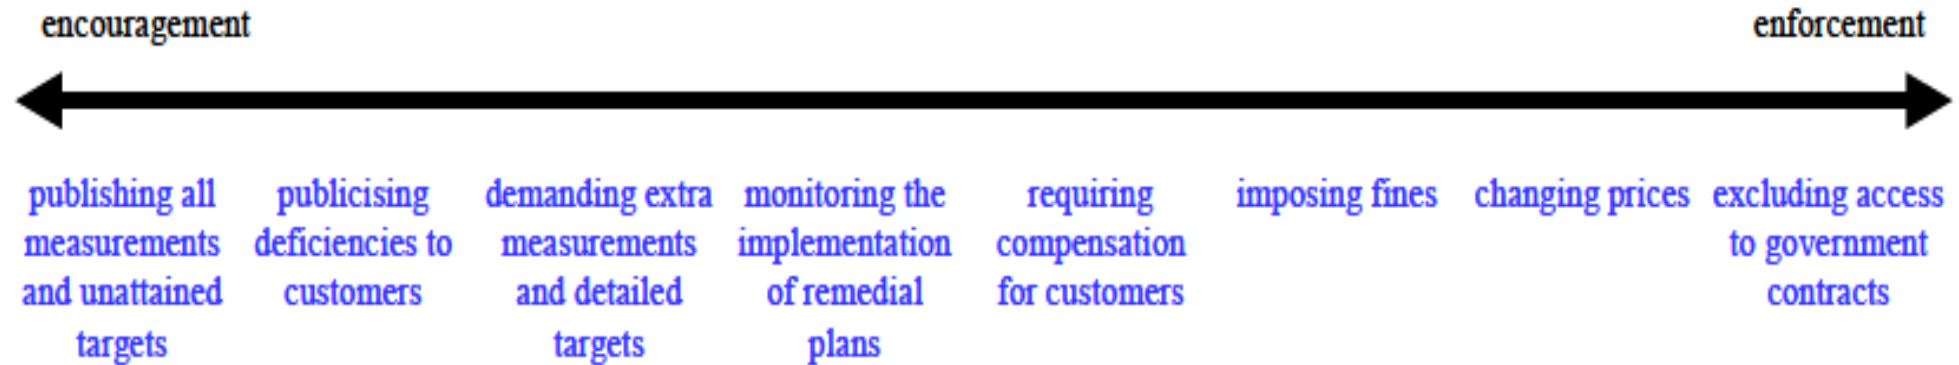 encouragement
enforcement
publishing all
measurements
and unattained
targets
publicising
deficiencies to
customers
demanding extra
measurements
and detailed
targets
monitoring the
implementation
of remedial
plans
requiring
compensation
for customers
imposing fines
changing prices
excluding access
to government
contracts